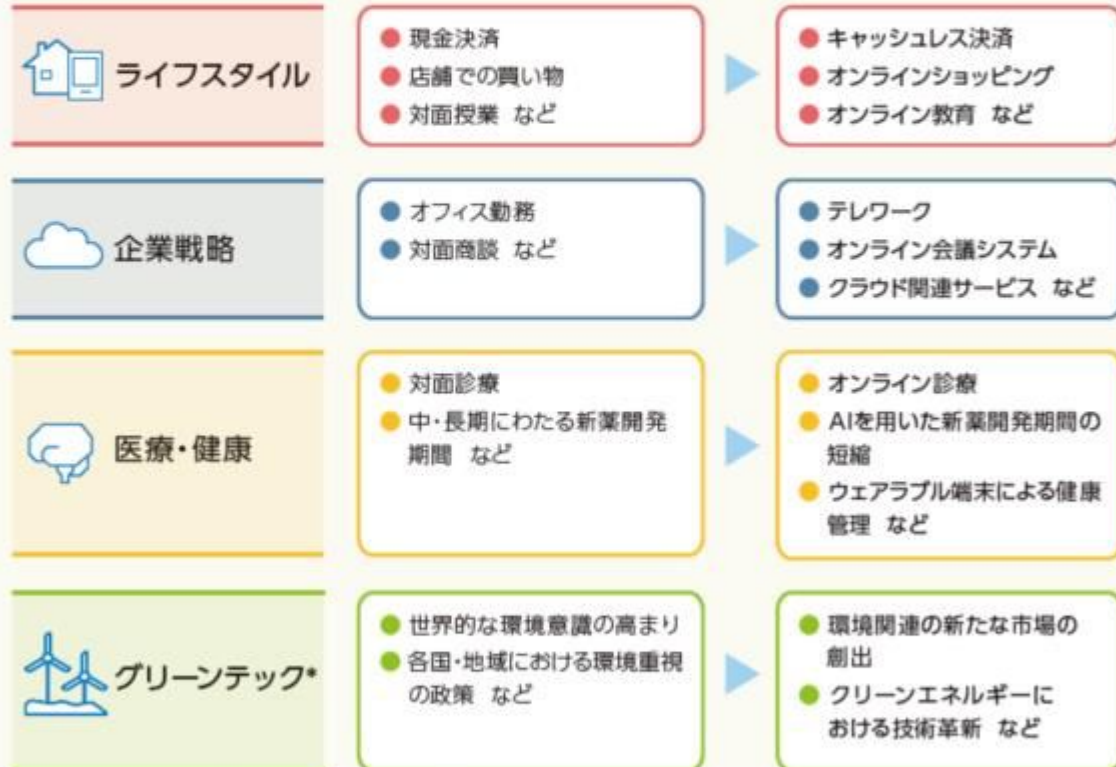 ライフスタイル
● 現金決済
● 店舗での買い物
● 対面授業 など
● キャッシュレス決済
● オンラインショッピング
● オンライン教育 など
企業戦略
● オフィス勤務
● 対面商談 など
● テレワーク
● オンライン会議システム
● クラウド関連サービス など
医療・健康
● 対面診療
● 中・長期にわたる新薬開発
期間 など
● オンライン診療
● AIを用いた新薬開発期間の
短縮
● ウェアラブル端末による健康
管理 など
グリーンテック*
● 世界的な環境意識の高まり
● 各国・地域における環境重視
の政策 など
● 環境関連の新たな市場の
創出
● クリーンエネルギーに
おける技術革新 など